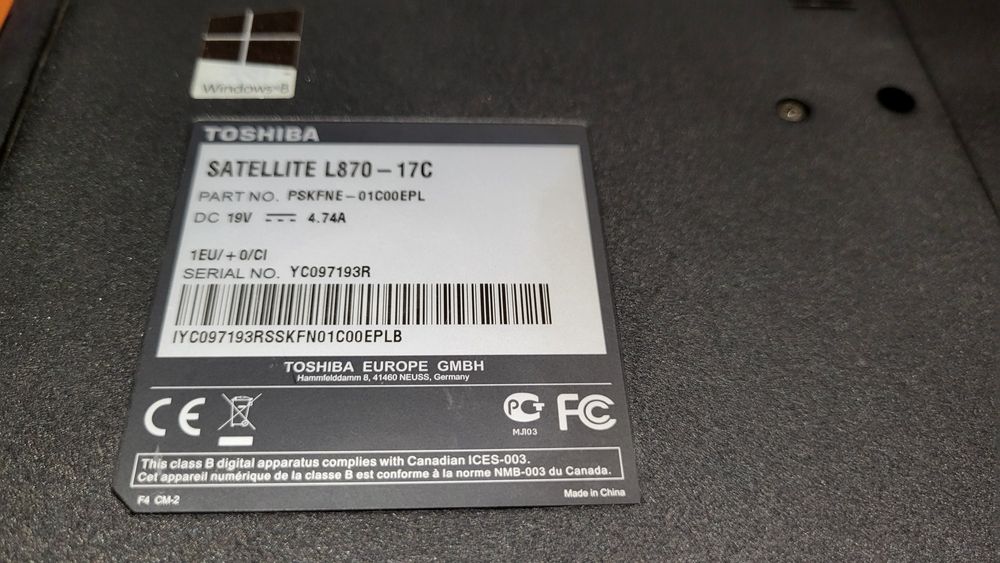 Windows 8
TOSHIBA
SATELLITE L870-17C
PART NO. PSKFNE-01C00EPL
DC 19V 4.74A
1EU/+0/CI
SERIAL NO. YC097193R
IYC097193RSSKFN01C00EPLB
TOSHIBA EUROPE GMBH
Hammfelddamm 8, 41460 NEUSS, Germany
CE PCT FC
МЛ03
This class B digital apparatus complies with Canadian ICES-003.
Cet appareil numérique de la classe B est conforme à la norme NMB-003 du Canada.
F4 CM-2 Made in China